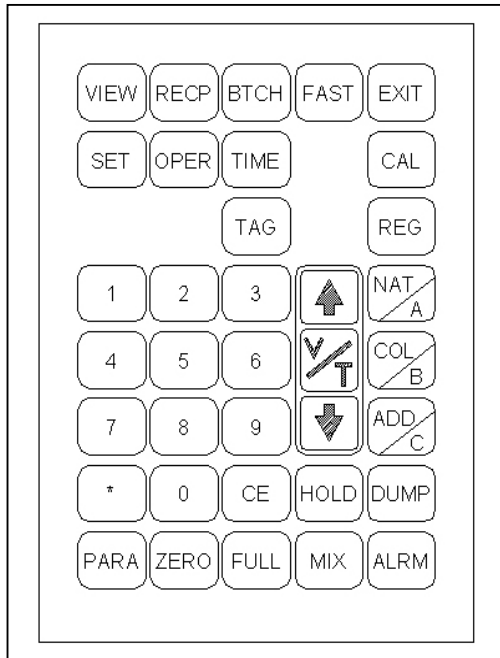 VIEW RECP BTCH FAST EXIT
SET OPER TIME CAL
TAG REG
1 2 3 NAT/A
4 5 6 V/T COL/B
7 8 9 ADD/C
* 0 CE HOLD DUMP
PARA ZERO FULL MIX ALRM